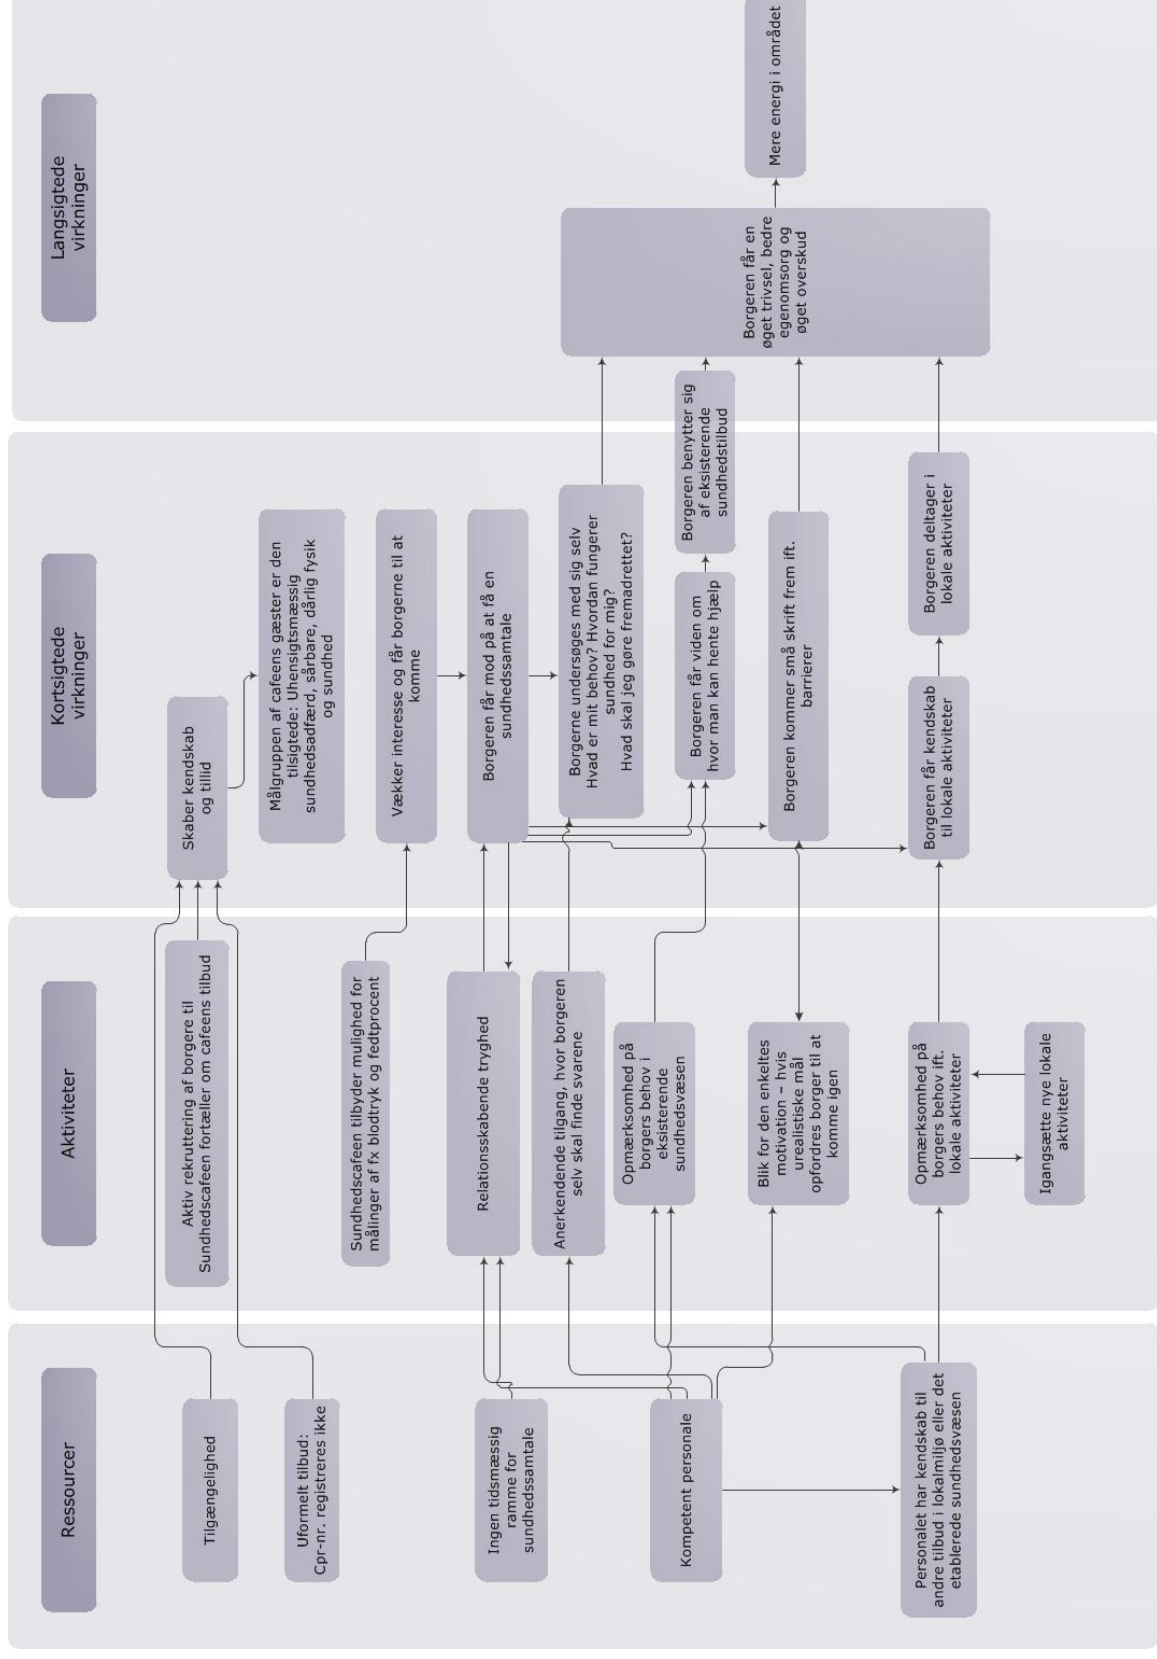 Ressourcer
Tilgængelighed
Uformelt tilbud:
Cpr-nr. registreres ikke
Ingen tidsmæssig
ramme for
sundhedssamtale
Kompetent personale
Personalet har kendskab til
andre tilbud i lokalmiljø eller det
etablerede sundhedsvæsen
Aktiviteter
Aktiv rekruttering af borgere til
Sundhedscafeen fortæller om cafeens tilbud
Sundhedscafeen tilbyder mulighed for
målinger af fx blodtryk og fedtprocent
Relationsskabende tryghed
Anerkendende tilgang, hvor borgeren
selv skal finde svarene
Opmærksomhed på
borgers behov i
eksisterende
sundhedsvæsen
Blik for den enkeltes
motivation – hvis
urealistiske mål
opfordres borger til at
komme igen
Opmærksomhed på
borgers behov ift.
lokale aktiviteter
Igangsætte nye lokale
aktiviteter
Kortsigtede
virkninger
Skaber kendskab
og tillid
Målgruppen af cafeens gæster er den
tilsigtede: Uhensigtsmæssig
sundhedsadfærd, sårbare, dårlig fysik
og sundhed
Vækker interesse og får borgerne til at
komme
Borgeren får mod på at få en
sundhedssamtale
Borgerne undersøges med sig selv
Hvad er mit behov? Hvordan fungerer
sundhed for mig?
Hvad skal jeg gøre fremadrettet?
Borgeren får viden om
hvor man kan hente hjælp
Borgeren benytter sig
af eksisterende
sundhedstilbud
Borgeren kommer små skrift frem ift.
barrierer
Borgeren får kendskab
til lokale aktiviteter
Borgeren deltager i
lokale aktiviteter
Langsigtede
virkninger
Borgeren får en
øget trivsel, bedre
egenomsorg og
øget overskud
Mere energi i området